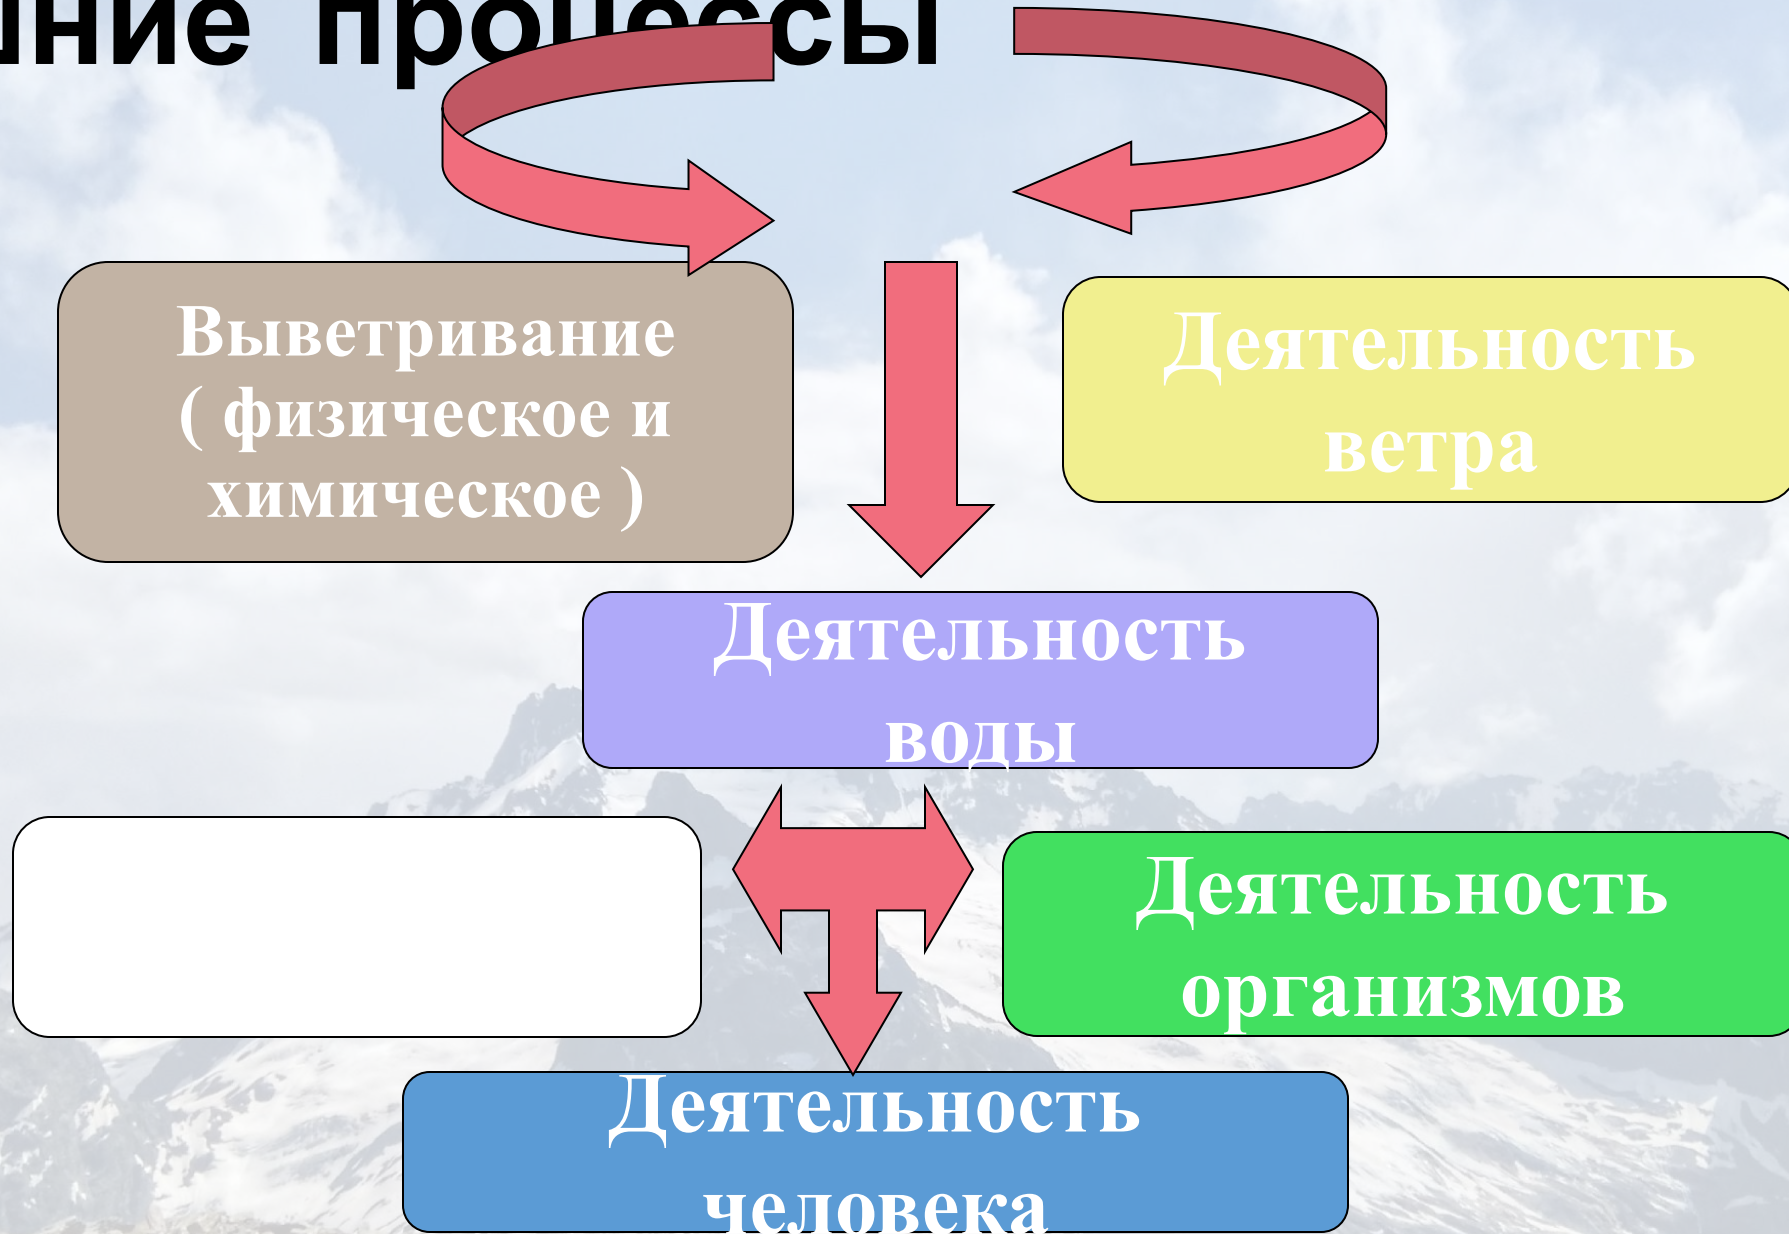 процессы
Выветривание
( физическое и
химическое )
Деятельность
ветра
Деятельность
воды
Деятельность
организмов
Деятельность
человека